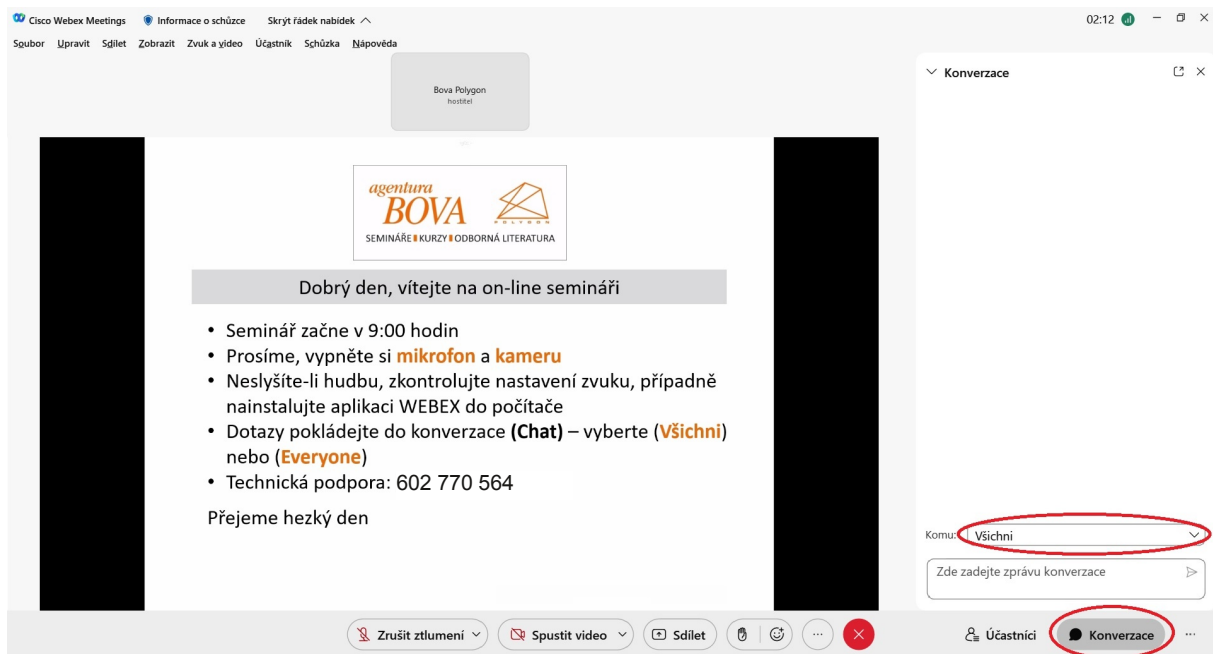 Cisco Webex Meetings Informace o schůzce Skrýt řádek nabídek 02:12
Soubor Upravit Sdílet Zobrazit Zvuk a video Účastník Schůzka Nápověda
Bova Polygon
hostitel
Konverzace
agentura
BOVA
POLYGON
SEMINÁŘE KURZY ODBORNÁ LITERATURA
Dobrý den, vítejte na on-line semináři
• Seminář začne v 9:00 hodin
• Prosíme, vypněte si mikrofon a kameru
• Neslyšíte-li hudbu, zkontrolujte nastavení zvuku, případně
nainstalujte aplikaci WEBEX do počítače
• Dotazy pokládejte do konverzace (Chat) – vyberte (Všichni)
nebo (Everyone)
• Technická podpora: 602 770 564
Přejeme hezký den
Komu: Všichni
Zde zadejte zprávu konverzace
Zrušit ztlumení Spustit video Sdílet Účastníci Konverzace